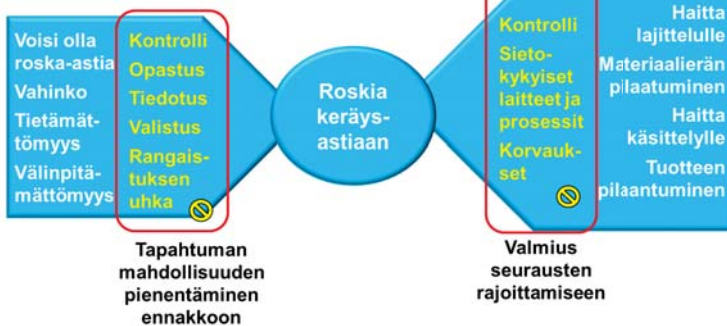 Voisi olla
roska-astia
Vahinko
Tietämät-
tömyys
Välinpitä-
mättömyys
Kontrolli
Opastus
Tiedotus
Valistus
Rangais-
tuksen
uhka
Roskia
keräys-
astiaan
Kontrolli
Sieto-
kykyiset
laitteet ja
prosessit
Korvauk-
set
Haitta
lajittelulle
Materiaalierän
pilaatuminen
Haitta
käsittelylle
Tuotteen
pilaantuminen
Tapahtuman
mahdollisuuden
pienentäminen
ennakkoon
Valmius
seurausten
rajoittamiseen